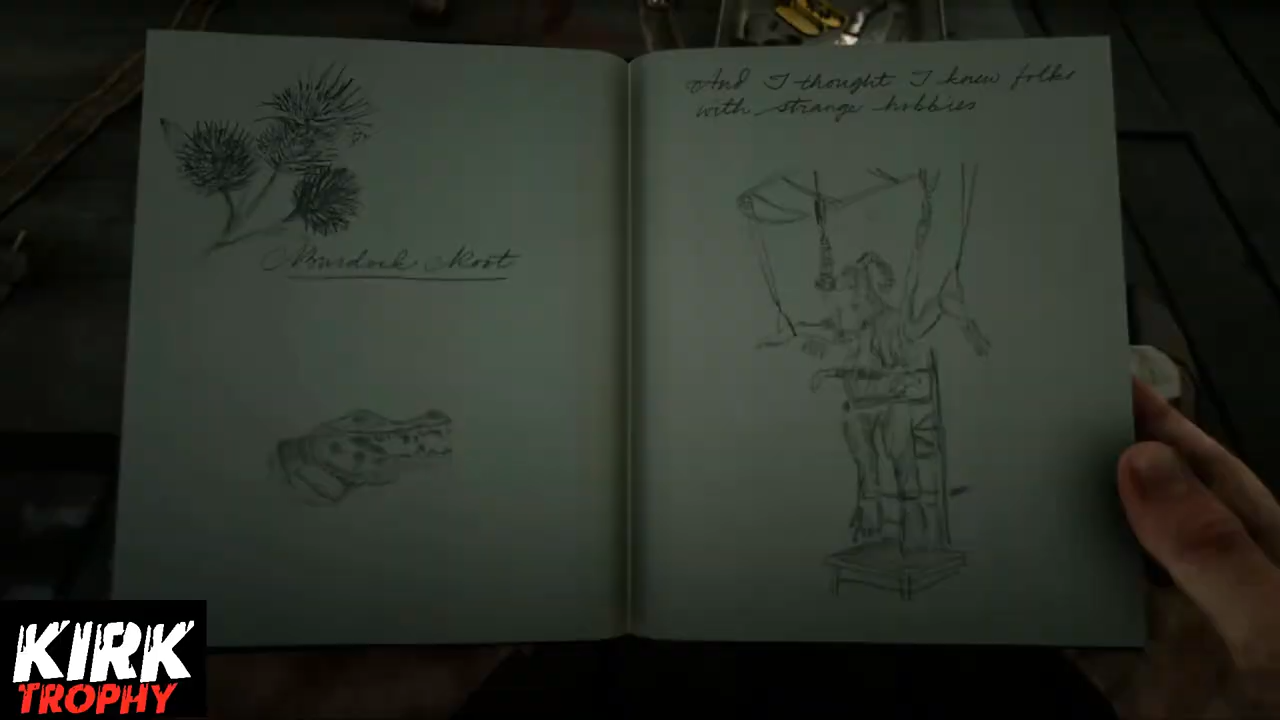 Burdock Root
And I thought I knew folks
with strange hobbies
KIRK
TROPHY